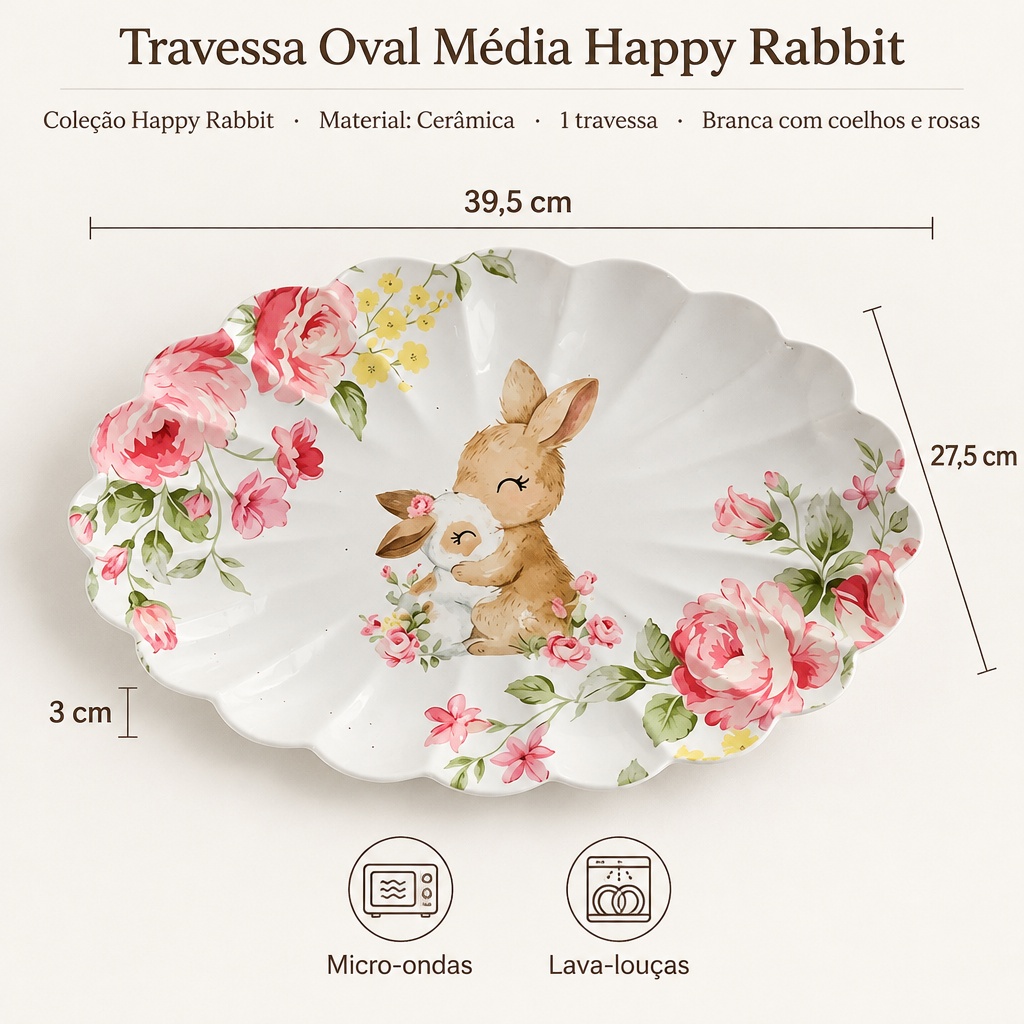 Travessa Oval Média Happy Rabbit
Coleção Happy Rabbit · Material: Cerâmica · 1 travessa · Branca com coelhos e rosas
39,5 cm
27,5 cm
3 cm
Micro-ondas
Lava-louças